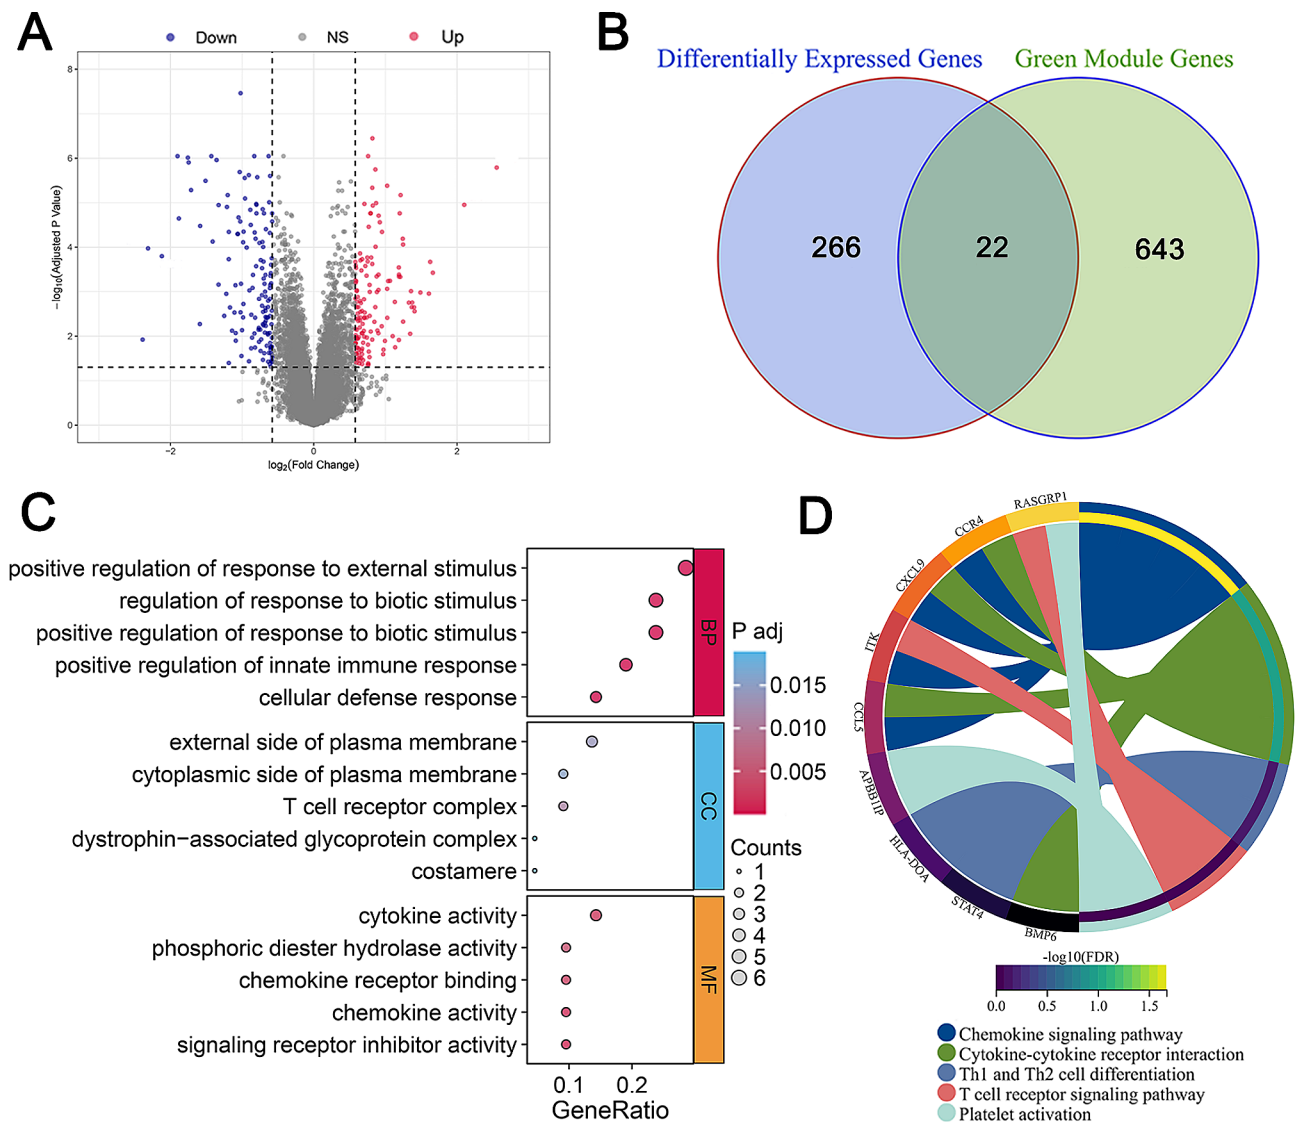 A
Down
NS
Up
8
6
4
2
0
−2
0
2
−log10(Adjusted P Value)
log2(Fold Change)
B
Differentially Expressed Genes
Green Module Genes
266
22
643
C
positive regulation of response to external stimulus
regulation of response to biotic stimulus
positive regulation of response to biotic stimulus
positive regulation of innate immune response
cellular defense response
BP
external side of plasma membrane
cytoplasmic side of plasma membrane
T cell receptor complex
dystrophin−associated glycoprotein complex
costamere
CC
cytokine activity
phosphoric diester hydrolase activity
chemokine receptor binding
chemokine activity
signaling receptor inhibitor activity
MF
0.1
0.2
GeneRatio
P adj
0.015
0.010
0.005
Counts
1
2
3
4
5
6
D
RASGRP1
CCR4
CXCL9
ITK
CCL5
APBB1IP
HLA-DOA
STAT4
BMP6
-log10(FDR)
0.0
0.5
1.0
1.5
Chemokine signaling pathway
Cytokine-cytokine receptor interaction
Th1 and Th2 cell differentiation
T cell receptor signaling pathway
Platelet activation